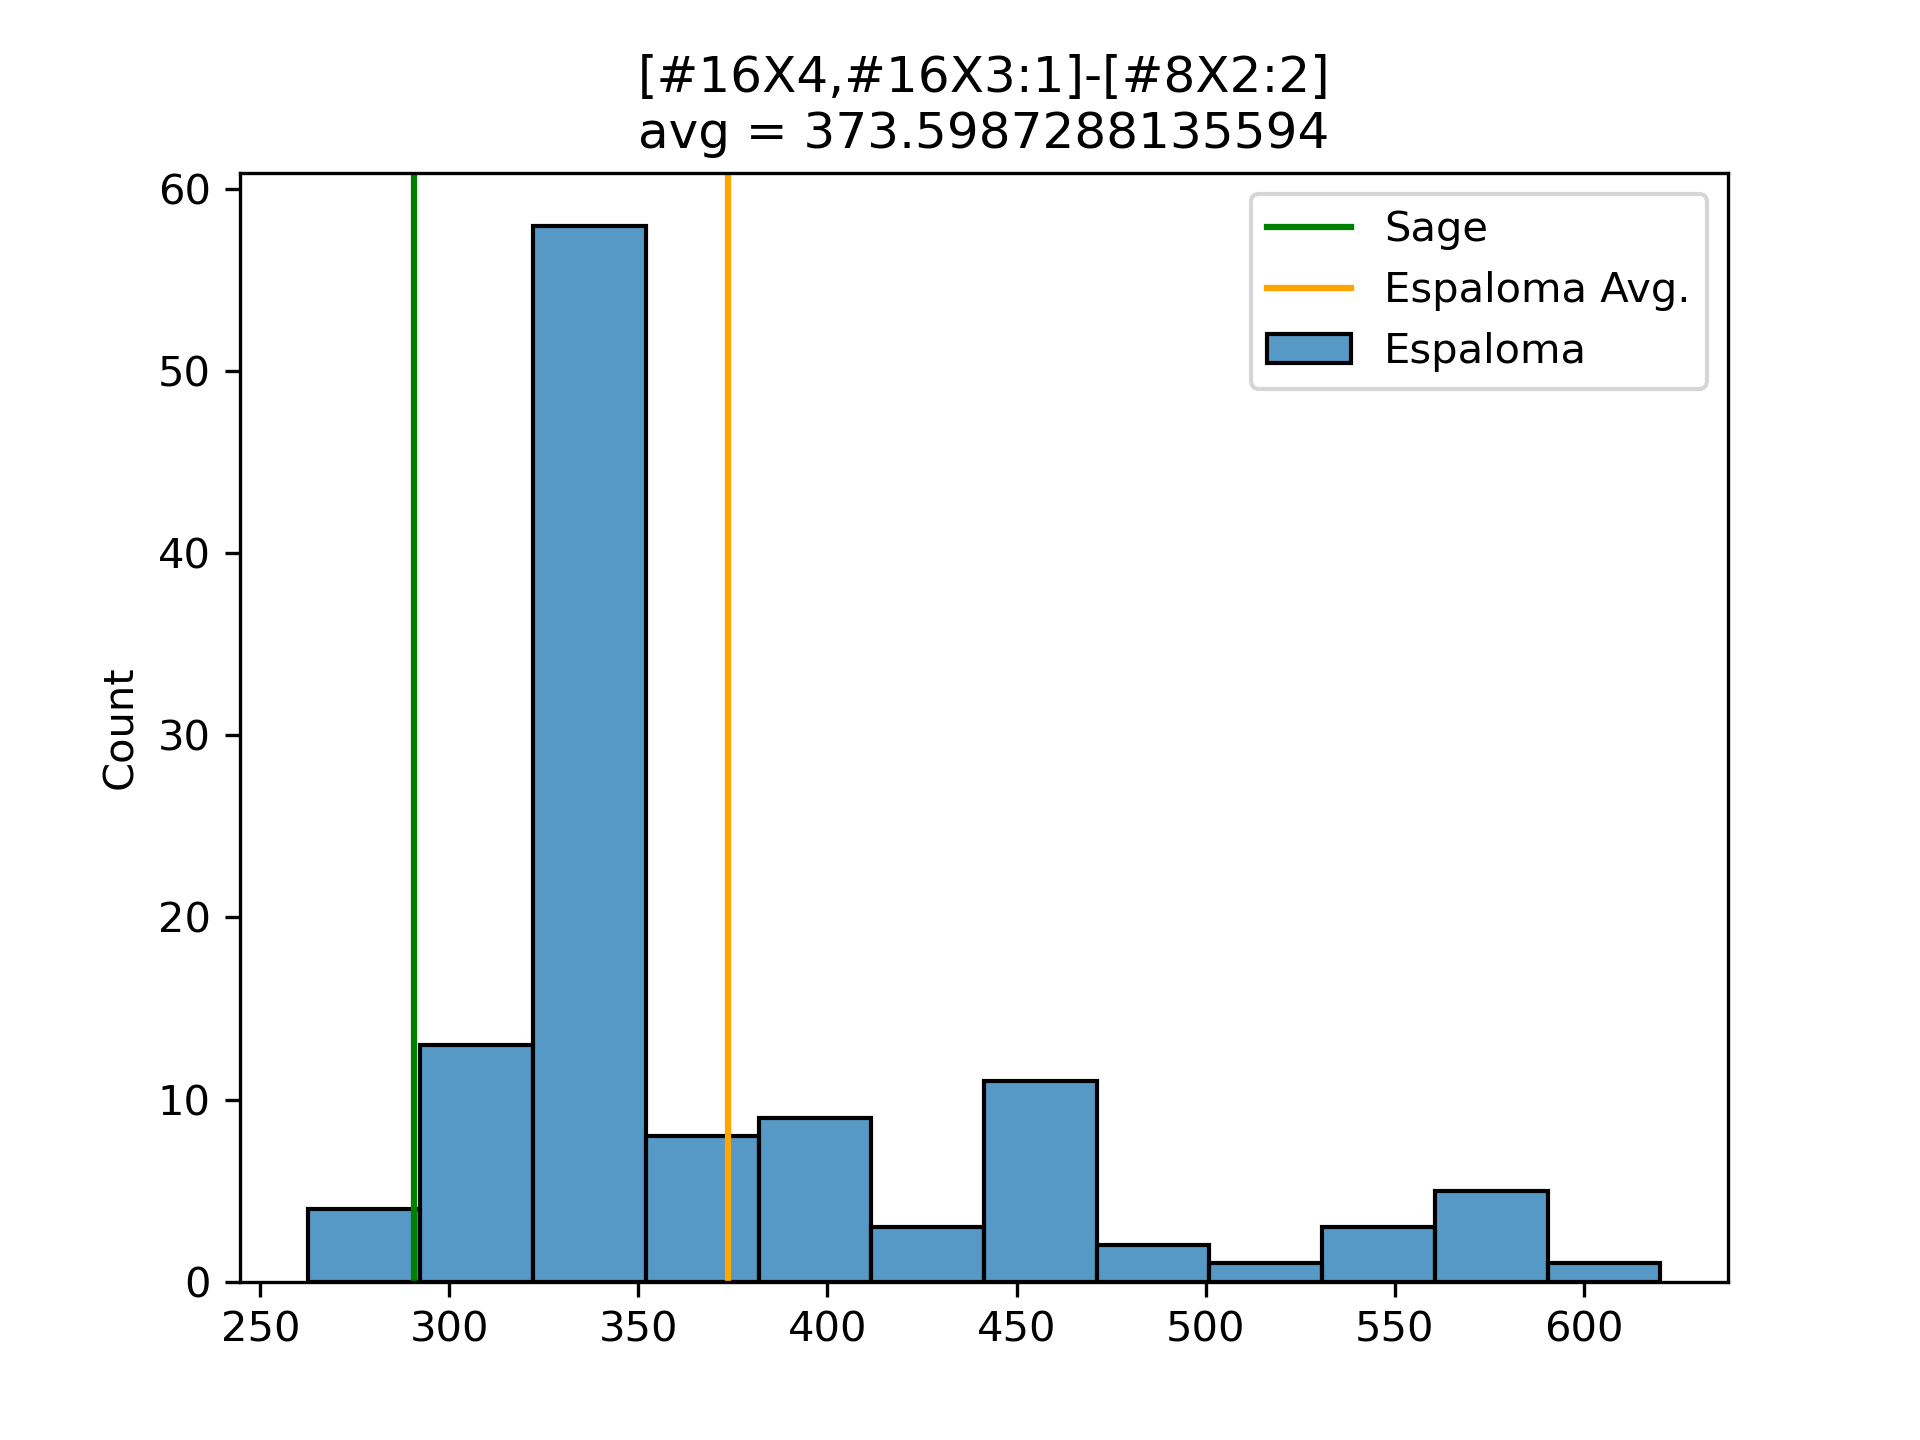 [#16X4,#16X3:1]-[#8X2:2]
avg = 373.5987288135594
Sage
Espaloma Avg.
Espaloma
Count
60
50
40
30
20
10
0
250 300 350 400 450 500 550 600